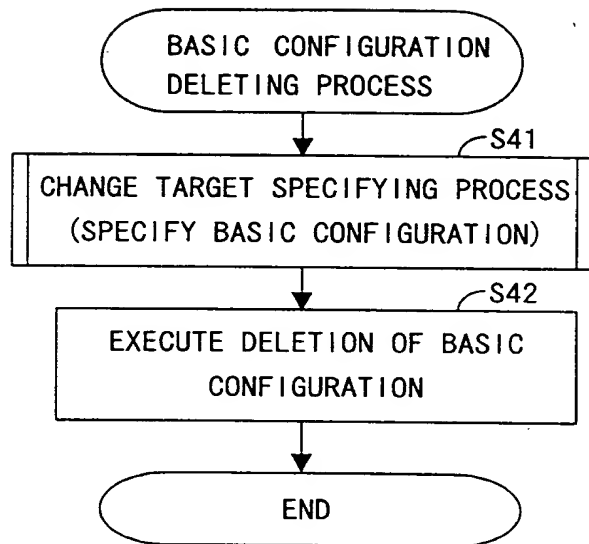 BASIC CONFIGURATION
DELETING PROCESS
S41
CHANGE TARGET SPECIFYING PROCESS
(SPECIFY BASIC CONFIGURATION)
S42
EXECUTE DELETION OF BASIC
CONFIGURATION
END